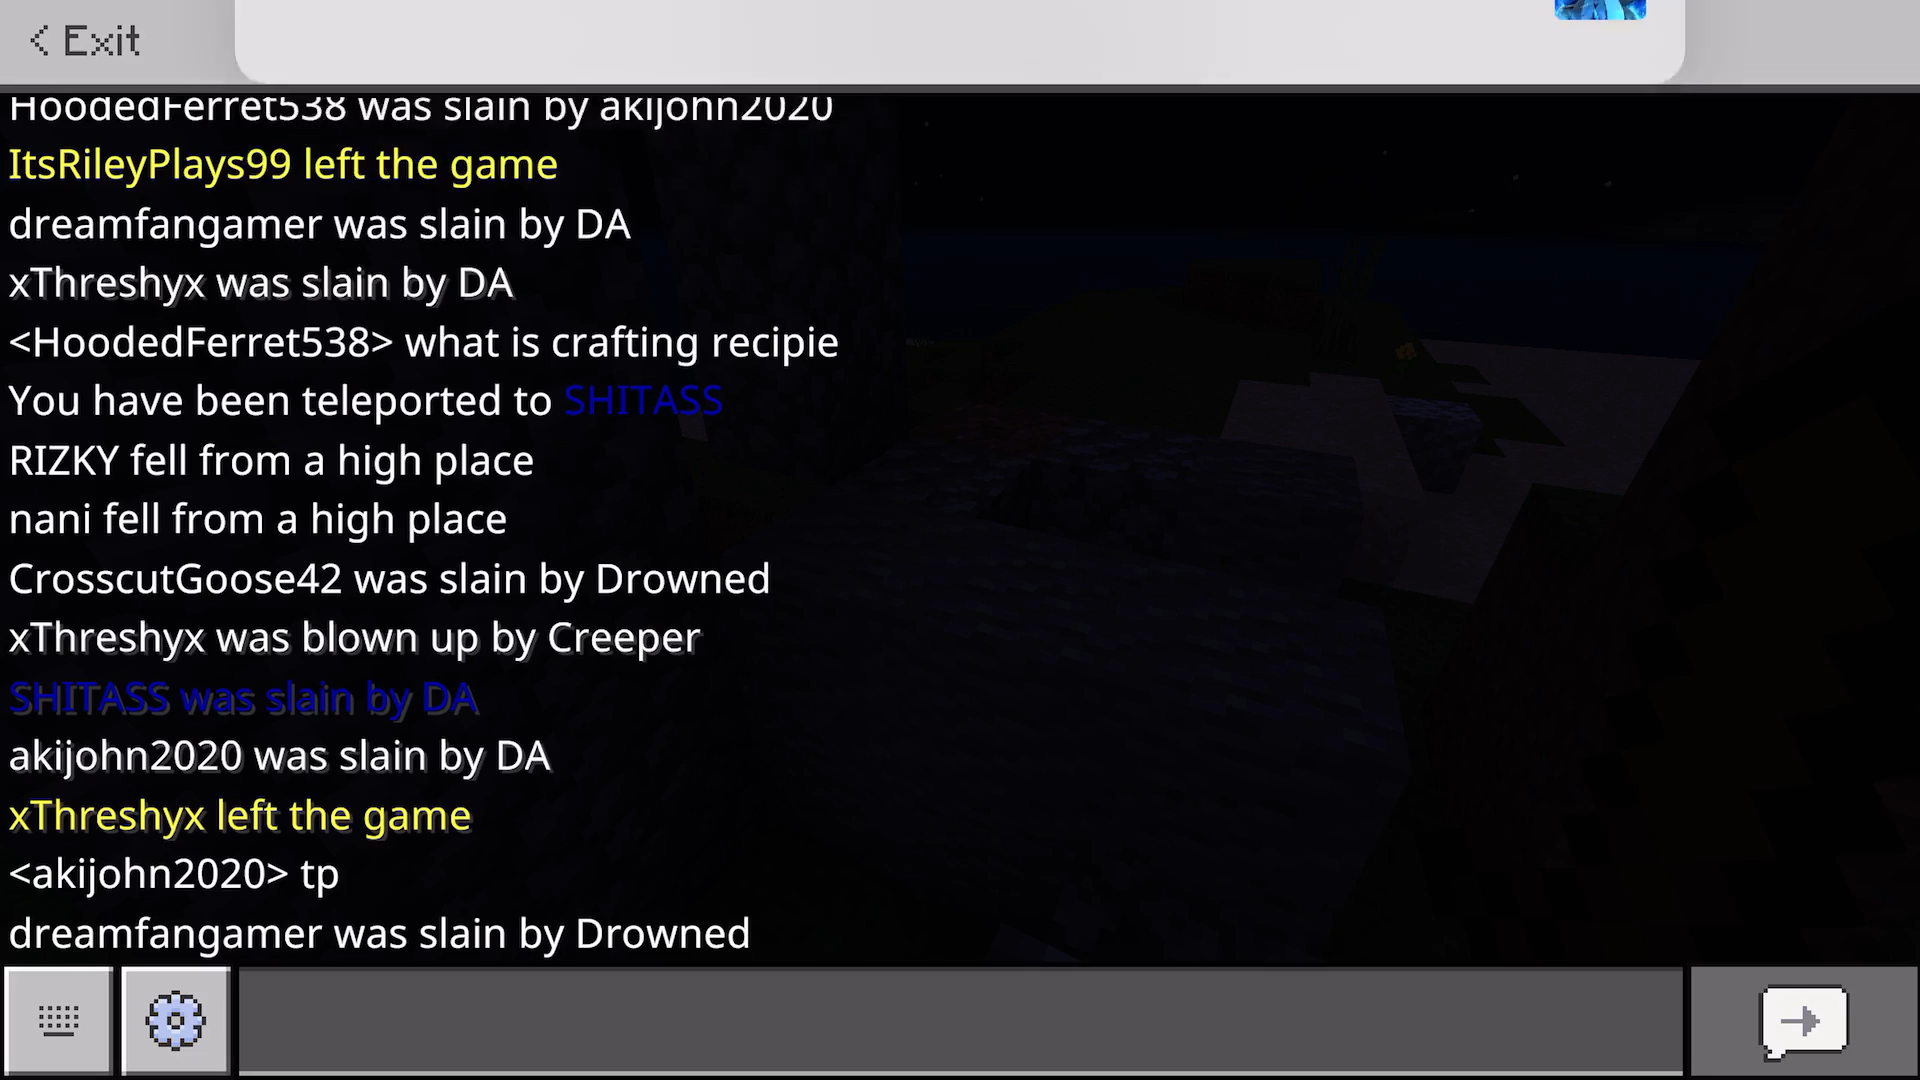 Exit
HoodedFerret538 was slain by akijohn2020
ItsRileyPlays99 left the game
dreamfangamer was slain by DA
xThreshyx was slain by DA
<HoodedFerret538> what is crafting recipie
You have been teleported to SHITASS
RIZKY fell from a high place
nani fell from a high place
CrosscutGoose42 was slain by Drowned
xThreshyx was blown up by Creeper
SHITASS was slain by DA
akijohn2020 was slain by DA
xThreshyx left the game
<akijohn2020> tp
dreamfangamer was slain by Drowned